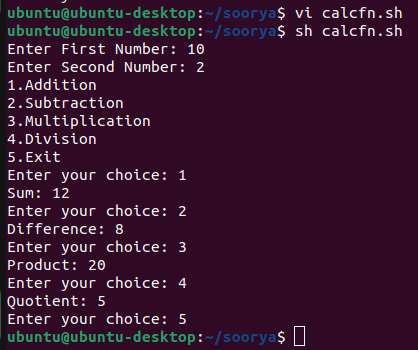 ubuntu@ubuntu-desktop:~/soorya$ vi calcfn.sh
ubuntu@ubuntu-desktop:~/soorya$ sh calcfn.sh
Enter First Number: 10
Enter Second Number: 2
1.Addition
2.Subtraction
3.Multiplication
4.Division
5.Exit
Enter your choice: 1
Sum: 12
Enter your choice: 2
Difference: 8
Enter your choice: 3
Product: 20
Enter your choice: 4
Quotient: 5
Enter your choice: 5
ubuntu@ubuntu-desktop:~/soorya$